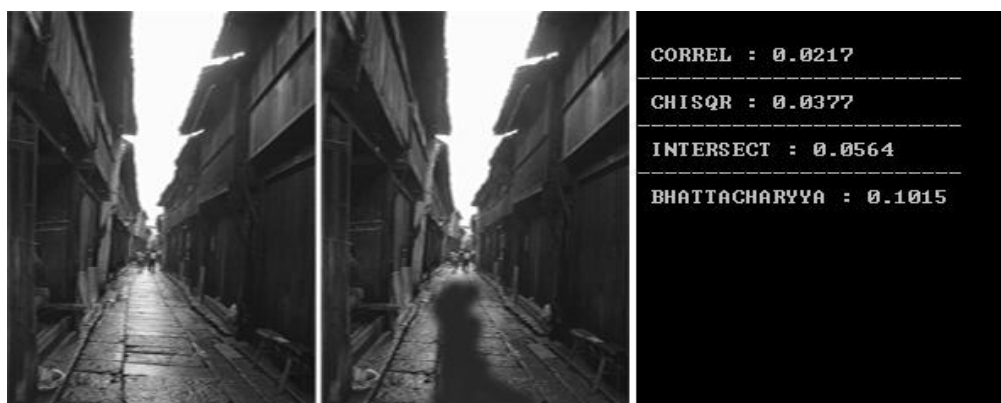 CORREL : 0.0217
CHISQR : 0.0377
INTERSECT : 0.0564
BHATTACHARYYA : 0.1015